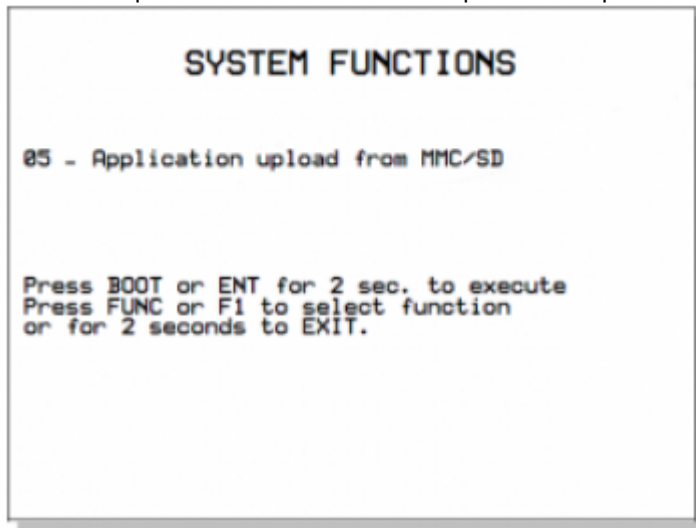 SYSTEM FUNCTIONS
05 - Application upload from MMC/SD
Press BOOT or ENT for 2 sec. to execute
Press FUNC or F1 to select function
or for 2 seconds to EXIT.